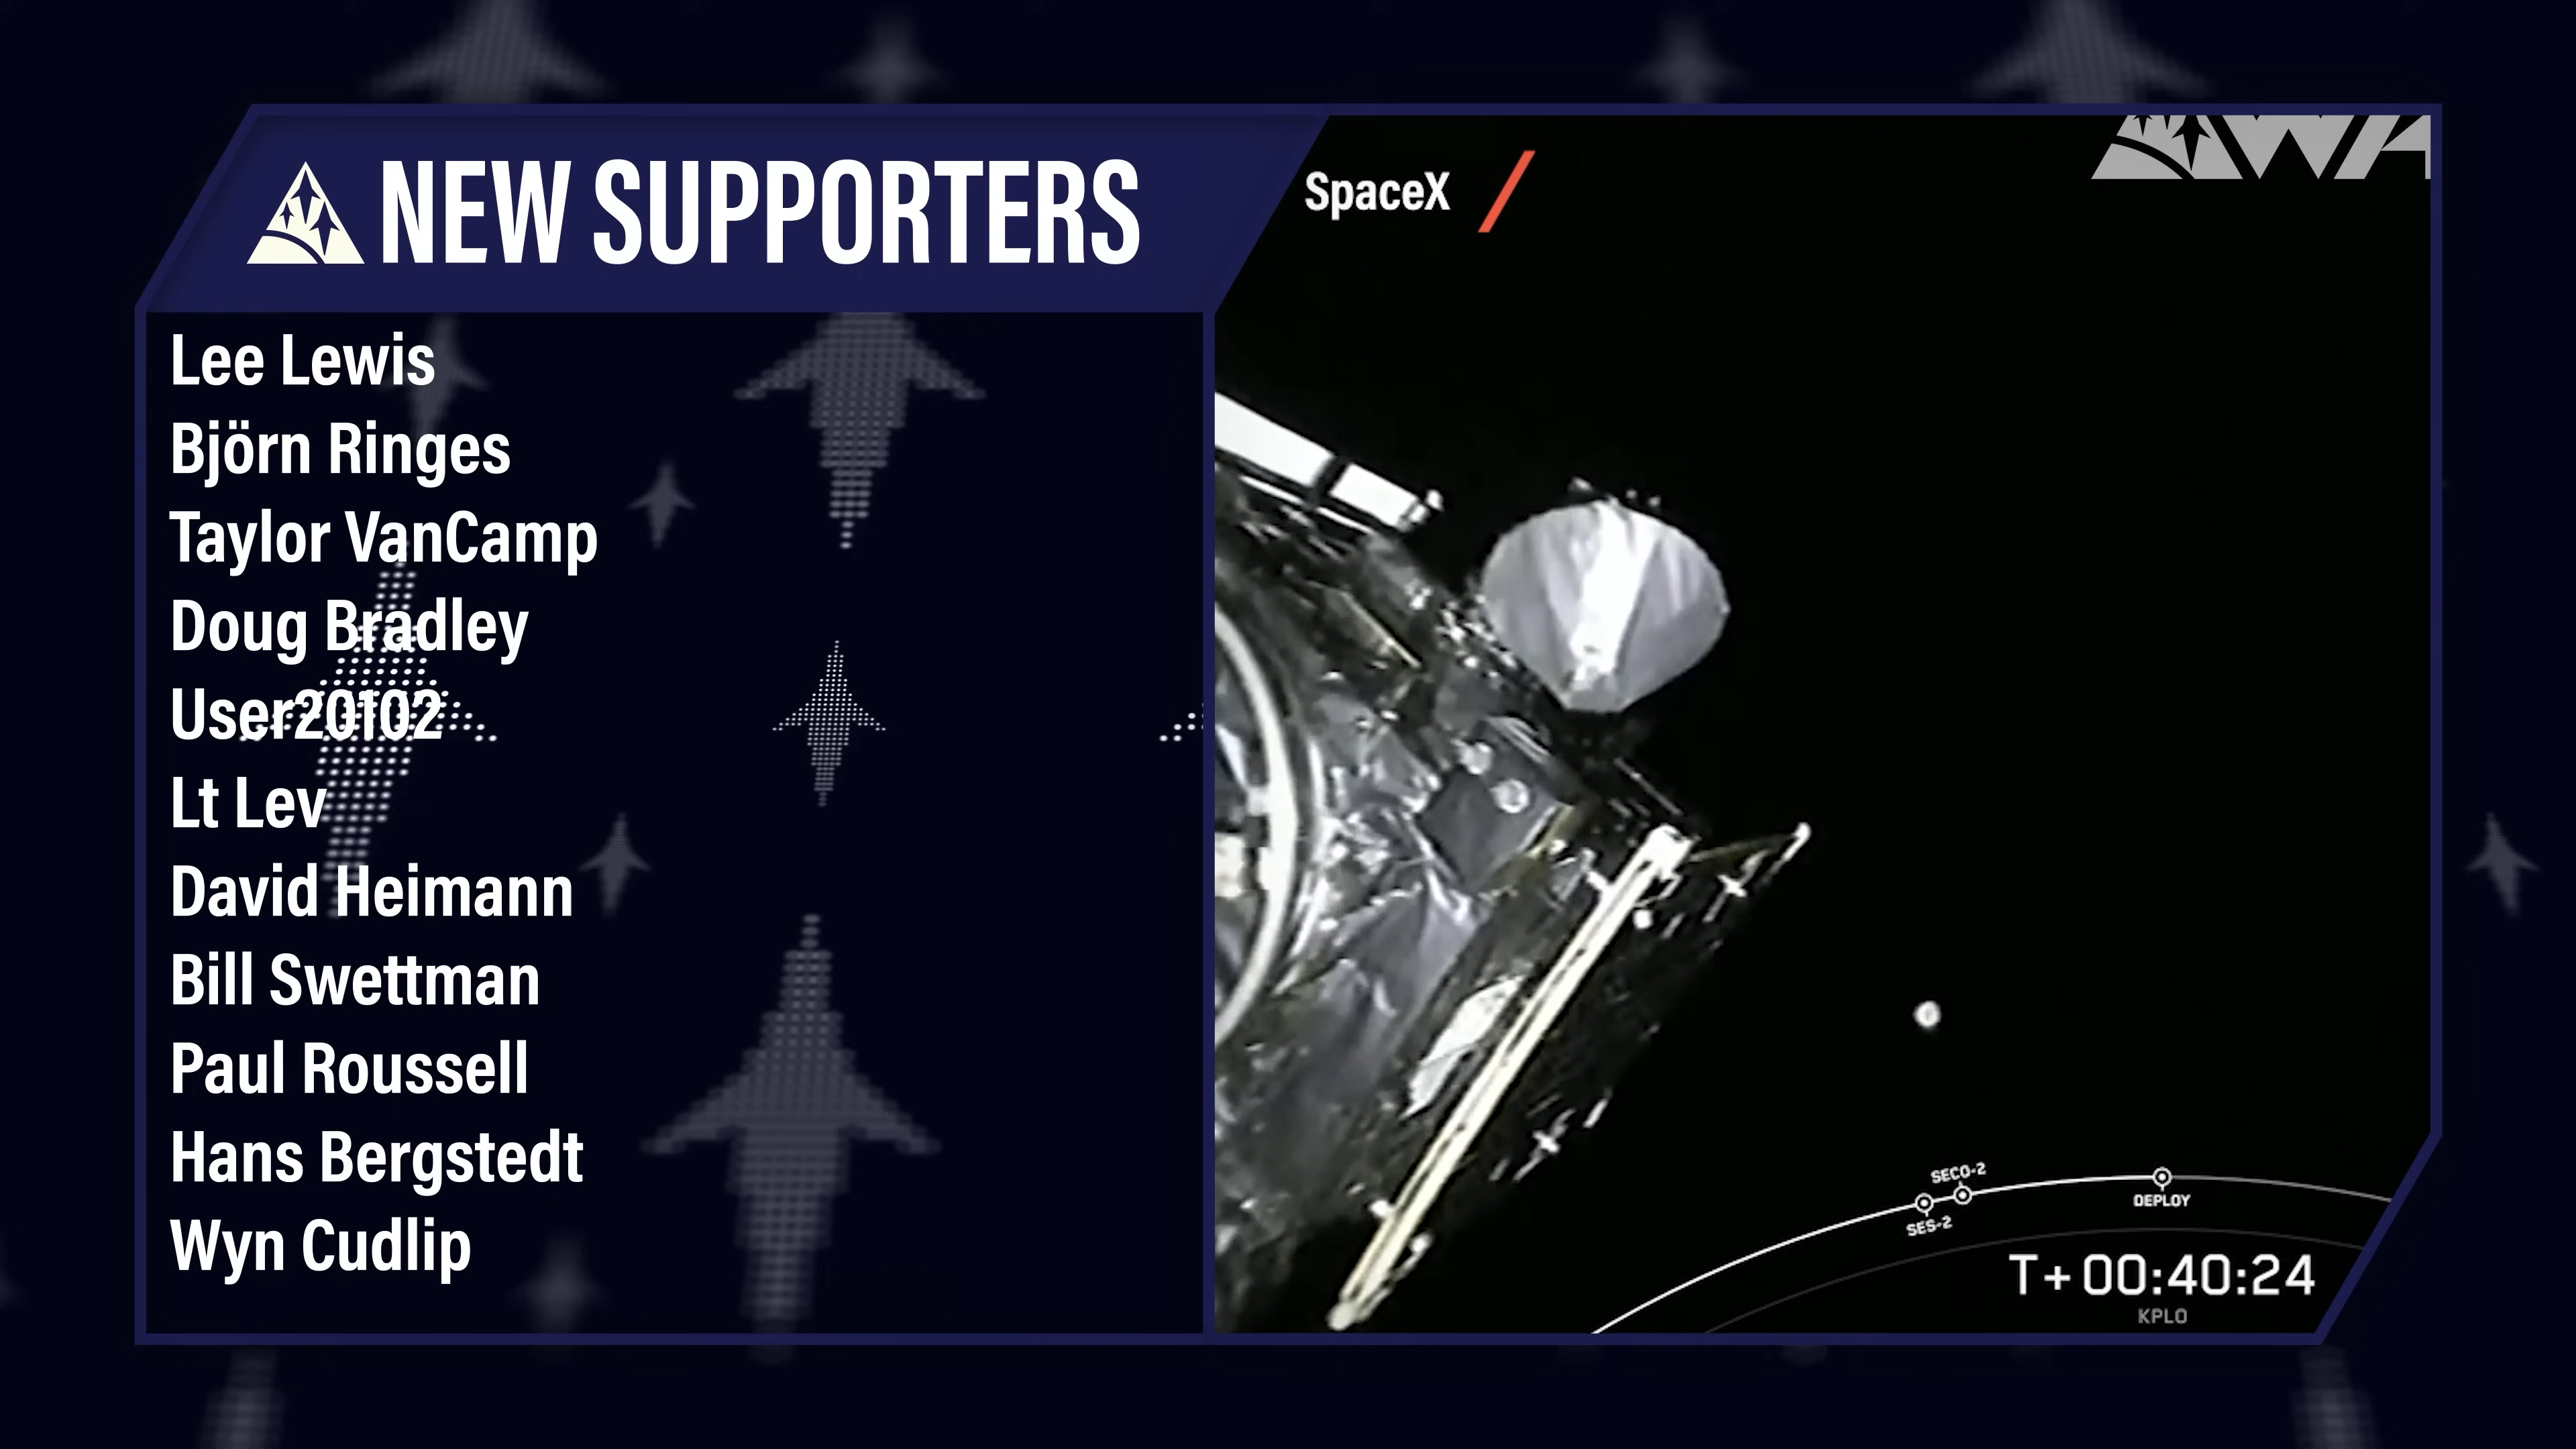 NEW SUPPORTERS
Lee Lewis
Björn Ringes
Taylor VanCamp
Doug Bradley
User20102
Lt Lev
David Heimann
Bill Swettman
Paul Roussell
Hans Bergstedt
Wyn Cudlip
SpaceX
SECO-2
SES-2
DEPLOY
T+00:40:24
KPLO